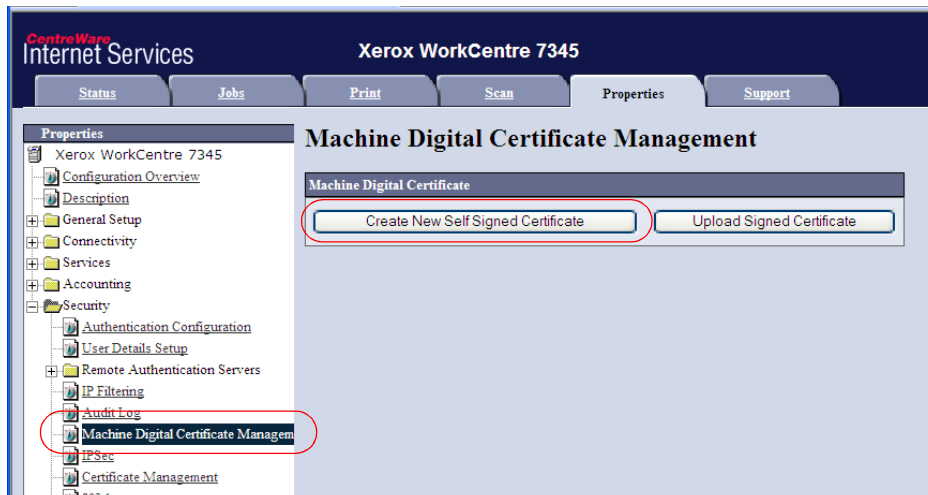 CentreWare
Internet Services
Xerox WorkCentre 7345
Status
Jobs
Print
Scan
Properties
Support
Properties
Xerox WorkCentre 7345
Configuration Overview
Description
General Setup
Connectivity
Services
Accounting
Security
Authentication Configuration
User Details Setup
Remote Authentication Servers
IP Filtering
Audit Log
Machine Digital Certificate Managem
IPSec
Certificate Management
Machine Digital Certificate Management
Machine Digital Certificate
Create New Self Signed Certificate
Upload Signed Certificate